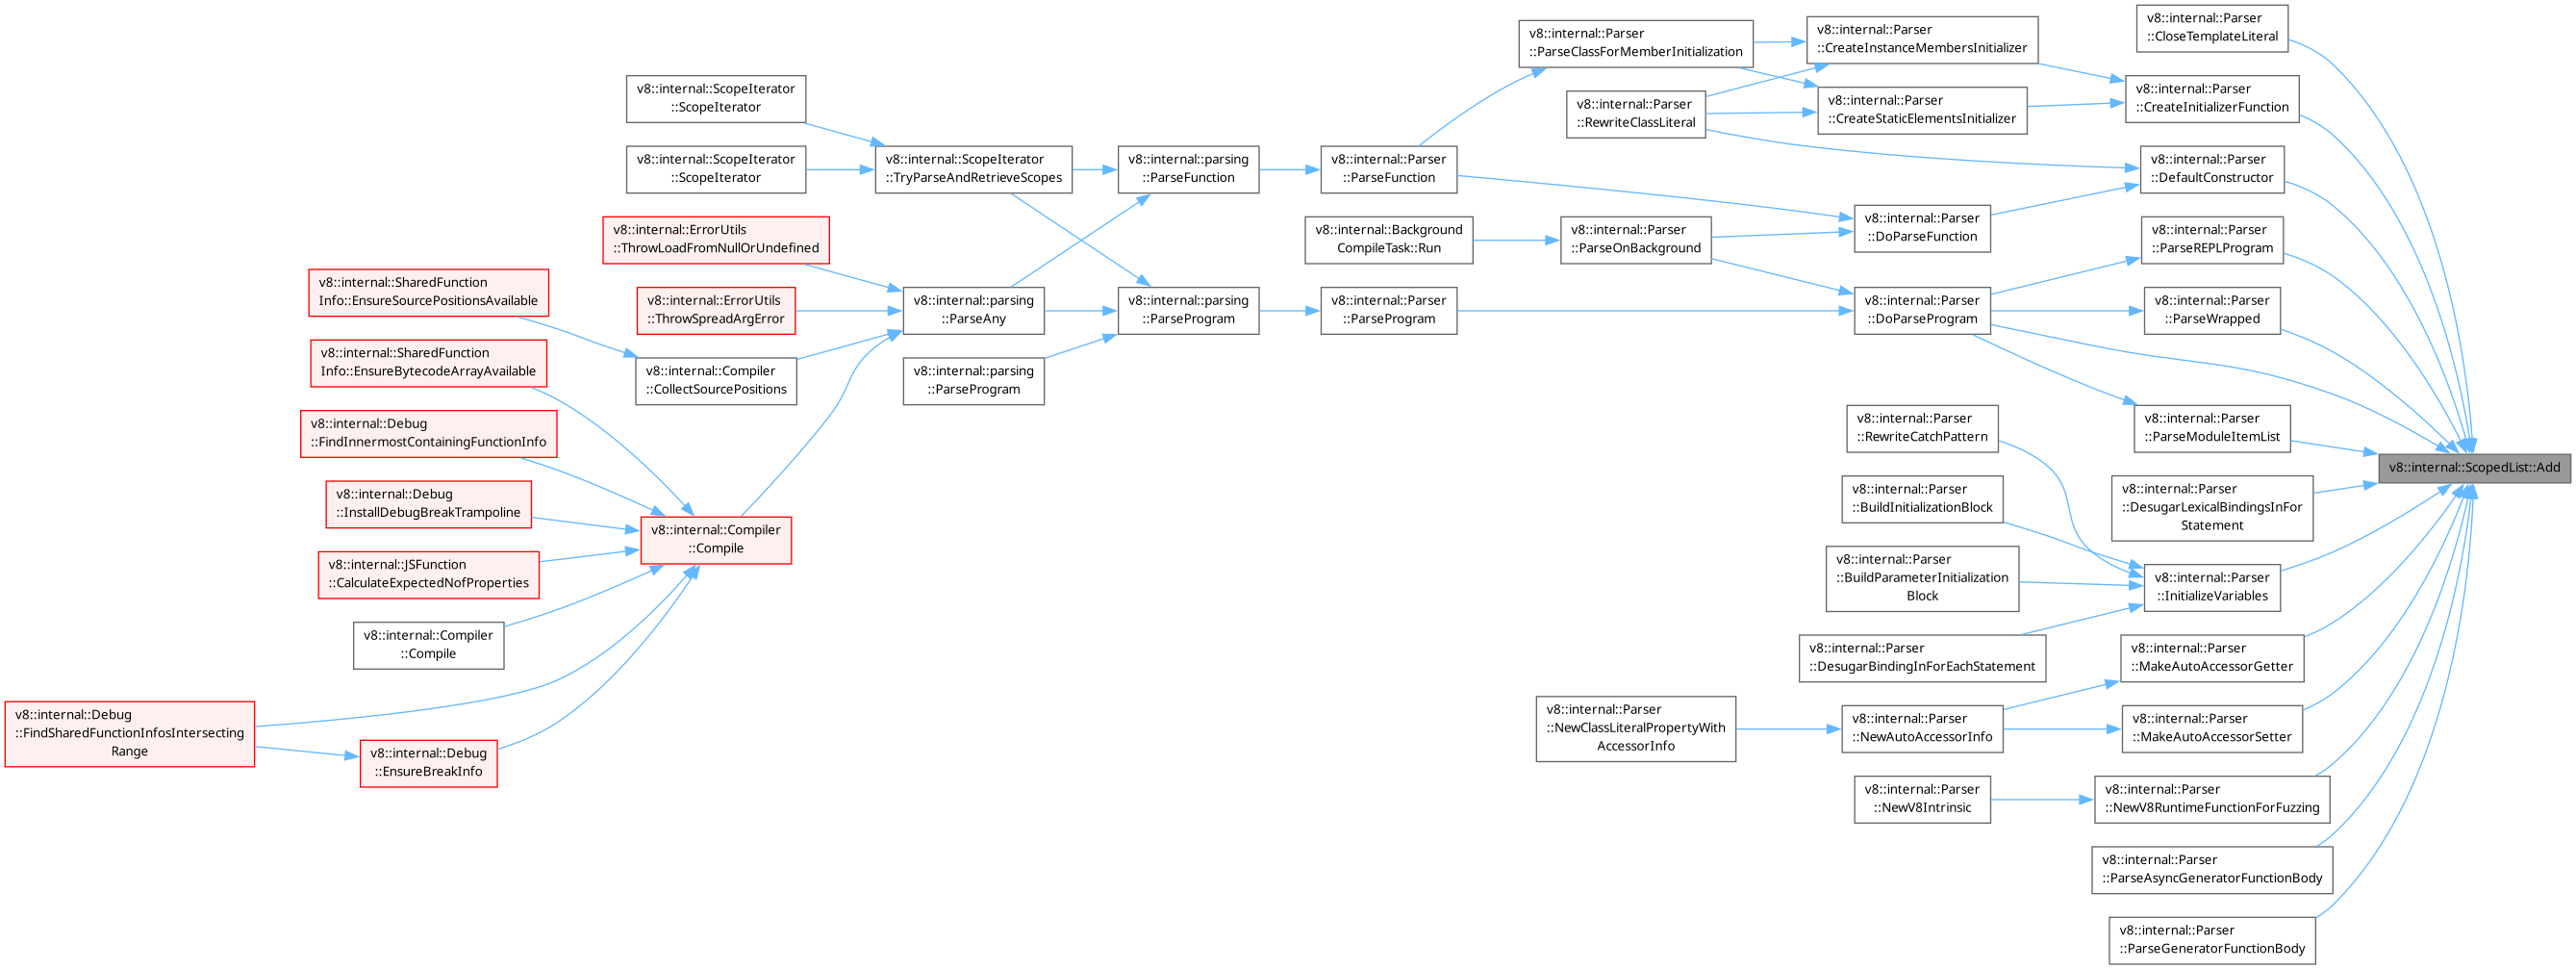 v8::internal::Parser
::CloseTemplateLiteral
v8::internal::Parser
::CreateInstanceMembersInitializer
v8::internal::Parser
::ParseClassForMemberInitialization
v8::internal::ScopeIterator
::ScopeIterator
v8::internal::Parser
::RewriteClassLiteral
v8::internal::Parser
::CreateStaticElementsInitializer
v8::internal::Parser
::CreateInitializerFunction
v8::internal::ScopeIterator
::ScopeIterator
v8::internal::ScopeIterator
::TryParseAndRetrieveScopes
v8::internal::parsing
::ParseFunction
v8::internal::Parser
::ParseFunction
v8::internal::Parser
::DefaultConstructor
v8::internal::ErrorUtils
::ThrowLoadFromNullOrUndefined
v8::internal::Background
CompileTask::Run
v8::internal::Parser
::ParseOnBackground
v8::internal::Parser
::DoParseFunction
v8::internal::Parser
::ParseREPLProgram
v8::internal::SharedFunction
Info::EnsureSourcePositionsAvailable
v8::internal::ErrorUtils
::ThrowSpreadArgError
v8::internal::parsing
::ParseAny
v8::internal::parsing
::ParseProgram
v8::internal::Parser
::ParseProgram
v8::internal::Parser
::DoParseProgram
v8::internal::Parser
::ParseWrapped
v8::internal::SharedFunction
Info::EnsureBytecodeArrayAvailable
v8::internal::Compiler
::CollectSourcePositions
v8::internal::parsing
::ParseProgram
v8::internal::Debug
::FindInnermostContainingFunctionInfo
v8::internal::Parser
::RewriteCatchPattern
v8::internal::Parser
::ParseModuleItemList
v8::internal::ScopedList::Add
v8::internal::Debug
::InstallDebugBreakTrampoline
v8::internal::Parser
::BuildInitializationBlock
v8::internal::Parser
::DesugarLexicalBindingsInFor
Statement
v8::internal::Compiler
::Compile
v8::internal::JSFunction
::CalculateExpectedNofProperties
v8::internal::Parser
::BuildParameterInitialization
Block
v8::internal::Parser
::InitializeVariables
v8::internal::Compiler
::Compile
v8::internal::Parser
::DesugarBindingInForEachStatement
v8::internal::Parser
::MakeAutoAccessorGetter
v8::internal::Debug
::FindSharedFunctionInfosIntersecting
Range
v8::internal::Debug
::EnsureBreakInfo
v8::internal::Parser
::NewClassLiteralPropertyWith
AccessorInfo
v8::internal::Parser
::NewAutoAccessorInfo
v8::internal::Parser
::MakeAutoAccessorSetter
v8::internal::Parser
::NewV8Intrinsic
v8::internal::Parser
::NewV8RuntimeFunctionForFuzzing
v8::internal::Parser
::ParseAsyncGeneratorFunctionBody
v8::internal::Parser
::ParseGeneratorFunctionBody